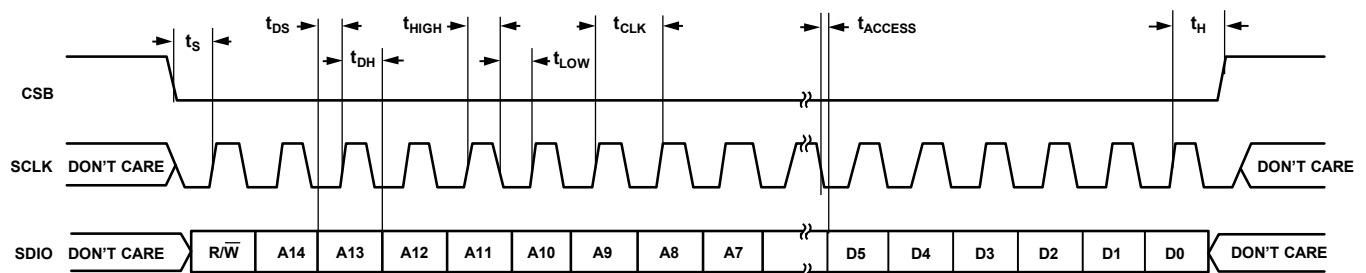 tS tDS tDH tHIGH tLOW tCLK tACCESS tH
CSB
SCLK DON'T CARE DON'T CARE
SDIO DON'T CARE R/W̅ A14 A13 A12 A11 A10 A9 A8 A7 D5 D4 D3 D2 D1 D0 DON'T CARE